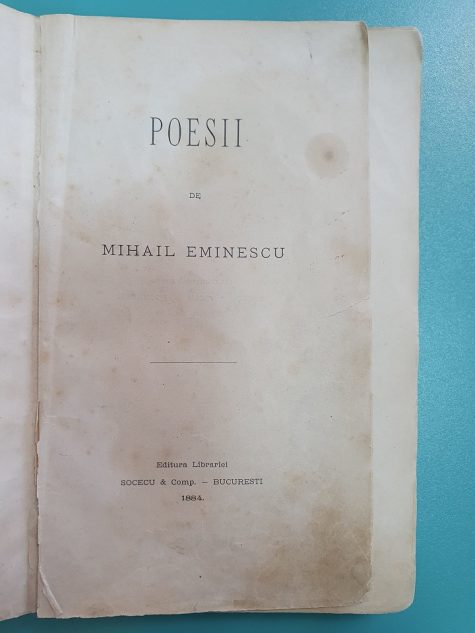 POESII
DE
MIHAIL EMINESCU
Editura Librariei
SOCECU & Comp. – BUCURESTI
1884.